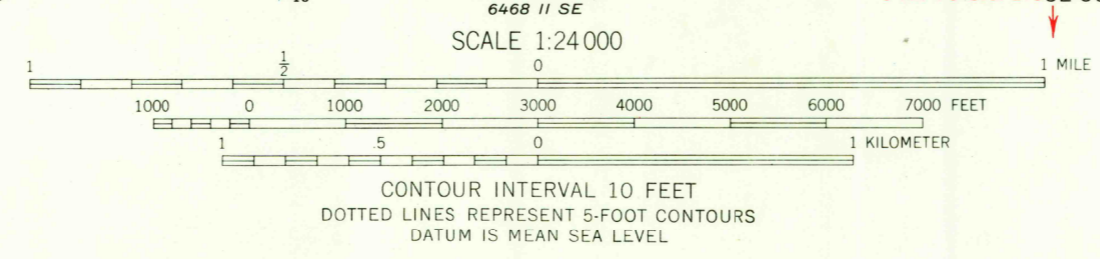 6468 II SE
SCALE 1:24 000
1 1/2 0 1 MILE
1000 0 1000 2000 3000 4000 5000 6000 7000 FEET
1 .5 0 1 KILOMETER
CONTOUR INTERVAL 10 FEET
DOTTED LINES REPRESENT 5-FOOT CONTOURS
DATUM IS MEAN SEA LEVEL